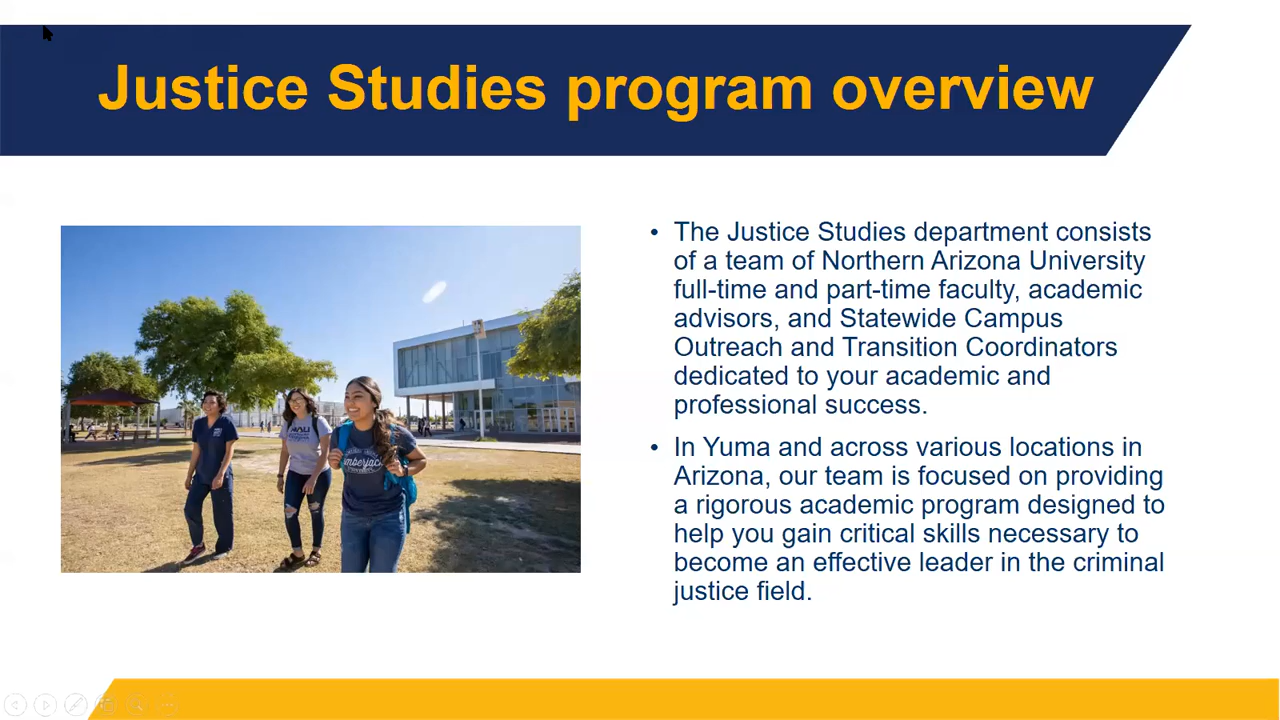 Justice Studies program overview
• The Justice Studies department consists
of a team of Northern Arizona University
full-time and part-time faculty, academic
advisors, and Statewide Campus
Outreach and Transition Coordinators
dedicated to your academic and
professional success.
• In Yuma and across various locations in
Arizona, our team is focused on providing
a rigorous academic program designed to
help you gain critical skills necessary to
become an effective leader in the criminal
justice field.
NAU